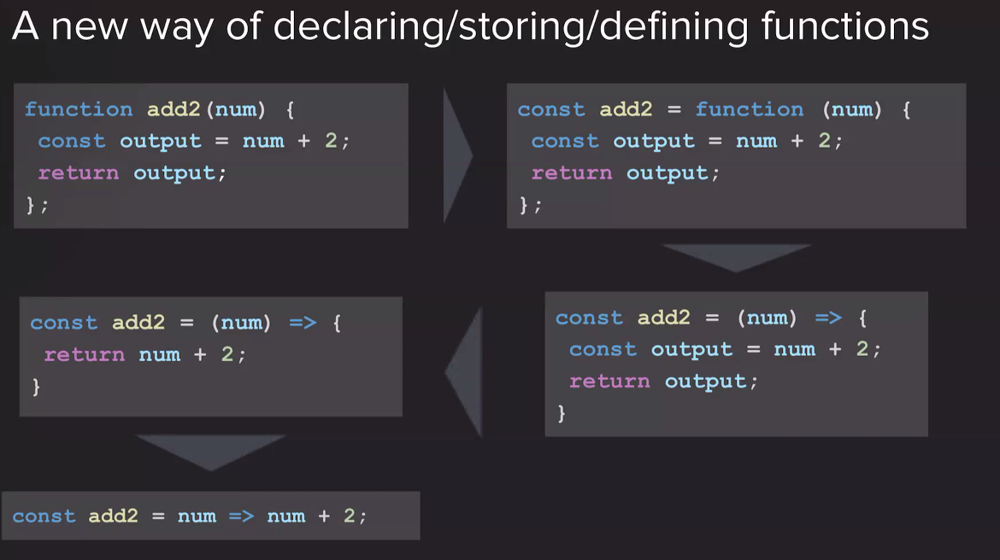 A new way of declaring/storing/defining functions
function add2(num) {
 const output = num + 2;
 return output;
};
const add2 = function (num) {
 const output = num + 2;
 return output;
};
const add2 = (num) => {
 const output = num + 2;
 return output;
}
const add2 = (num) => {
 return num + 2;
}
const add2 = num => num + 2;